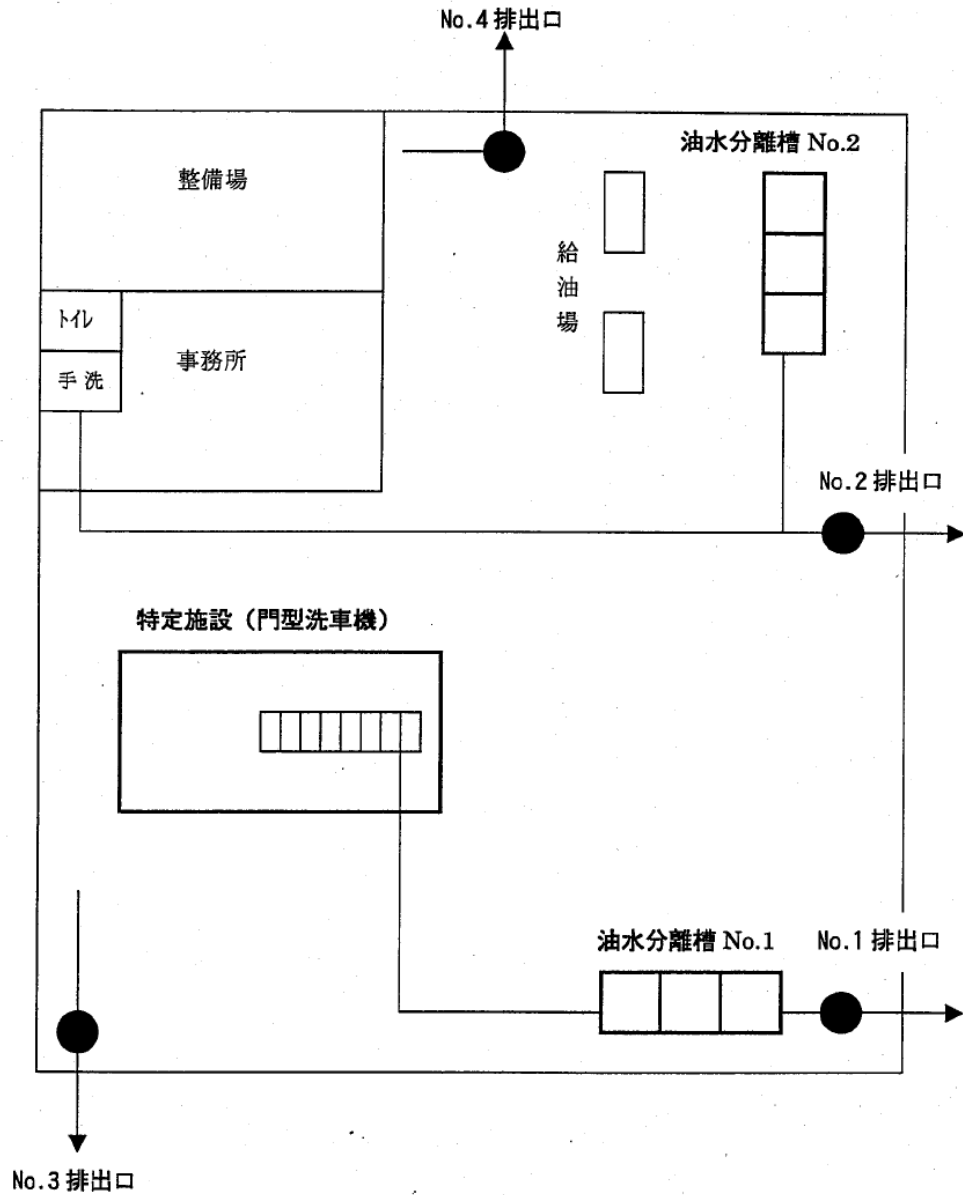 No.4排出口
油水分離槽 No.2
整備場
給油場
トイレ
手洗
事務所
No.2排出口
特定施設（門型洗車機）
油水分離槽 No.1
No.1排出口
No.3排出口